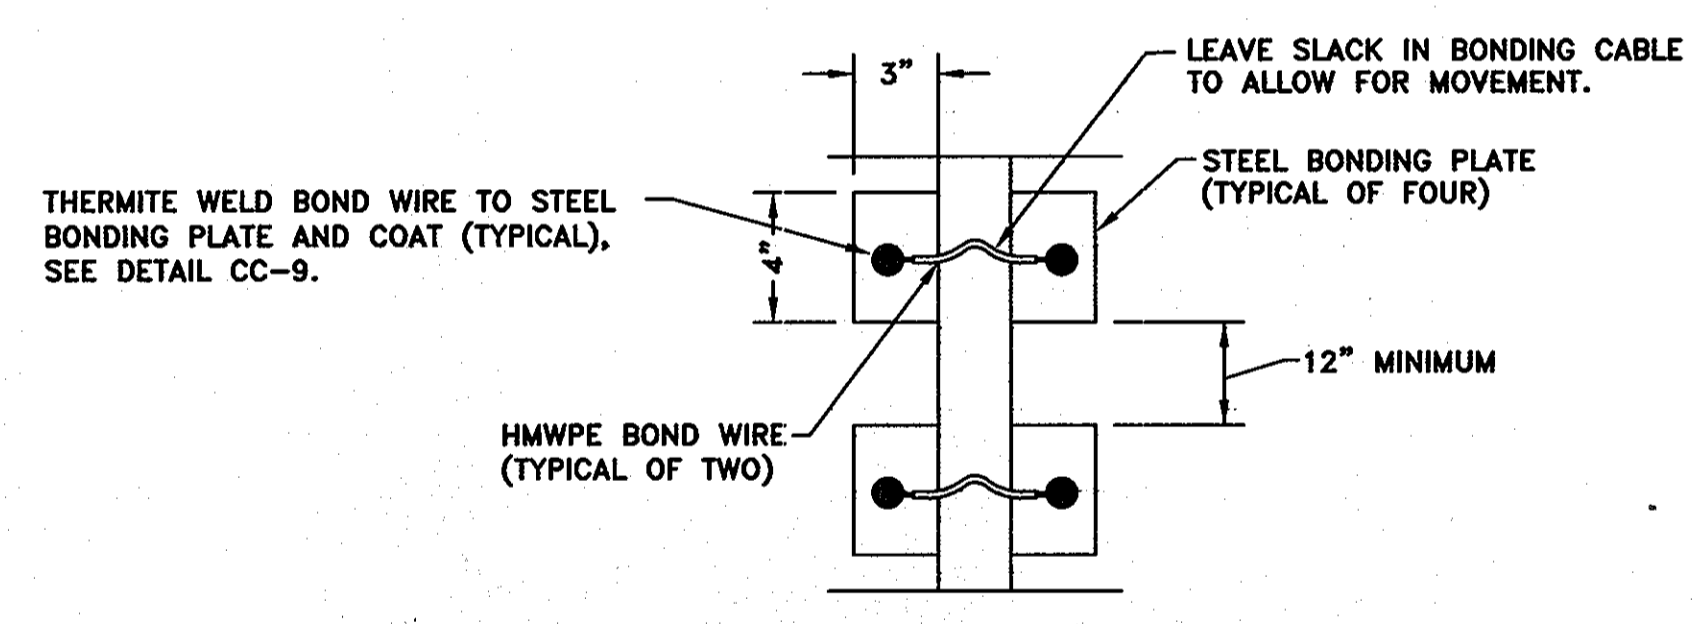 3”
LEAVE SLACK IN BONDING CABLE
TO ALLOW FOR MOVEMENT.
STEEL BONDING PLATE
(TYPICAL OF FOUR)
THERMITE WELD BOND WIRE TO STEEL
BONDING PLATE AND COAT (TYPICAL),
SEE DETAIL CC-9.
4”
12” MINIMUM
HMWPE BOND WIRE
(TYPICAL OF TWO)